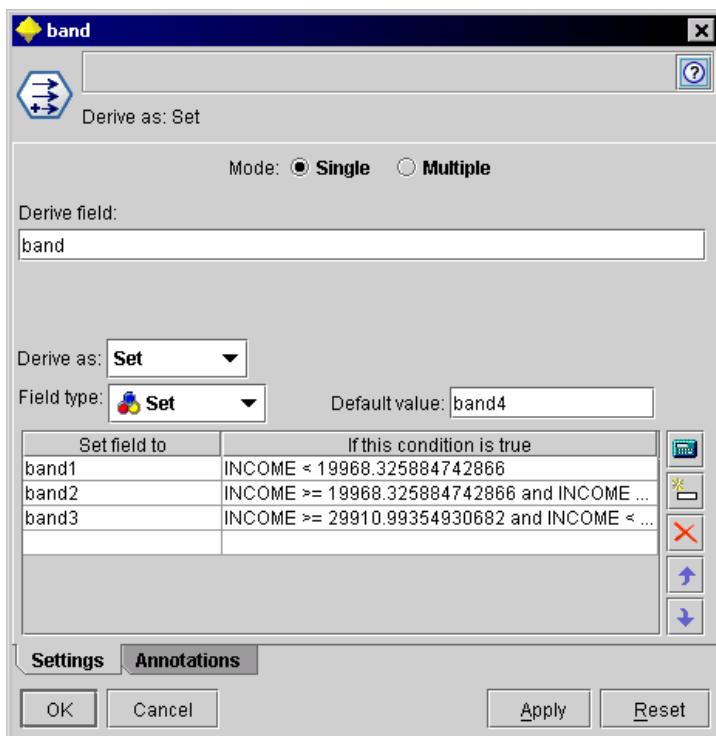 band
Derive as: Set
Mode: Single Multiple
Derive field:
band
Derive as: Set
Field type: Set Default value: band4
Set field to If this condition is true
band1 INCOME < 19968.325884742866
band2 INCOME >= 19968.325884742866 and INCOME ...
band3 INCOME >= 29910.99354930682 and INCOME < ...
Settings Annotations
OK Cancel Apply Reset